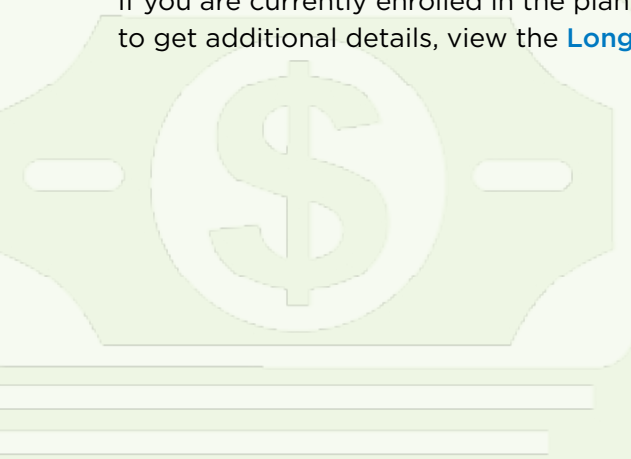 If you are currently enrolled in the plan
to get additional details, view the Long